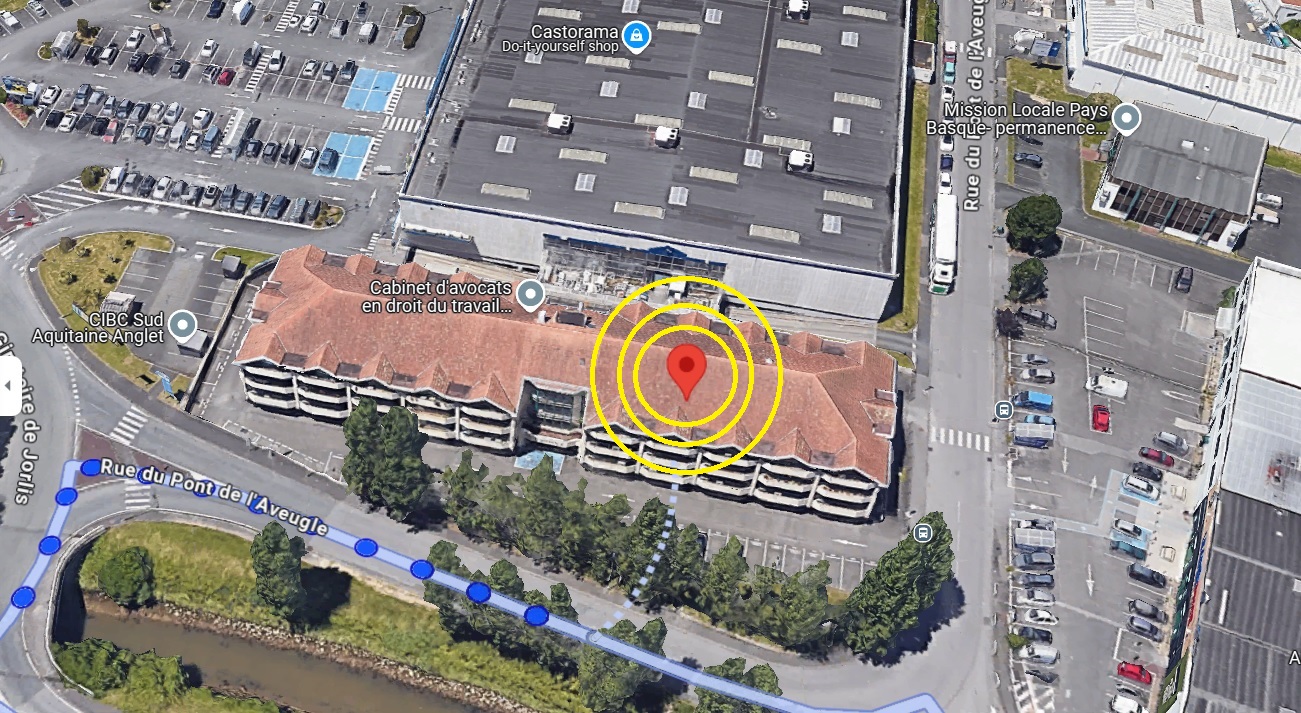 Castorama
Do-it-yourself shop
Rue du Pont de l'Aveugle
Mission Locale Pays
Basque- permanence...
Cabinet d'avocats
en droit du travail...
CIBC Sud
Aquitaine Anglet
Rue du Pont de l'Aveugle
de Jorlis